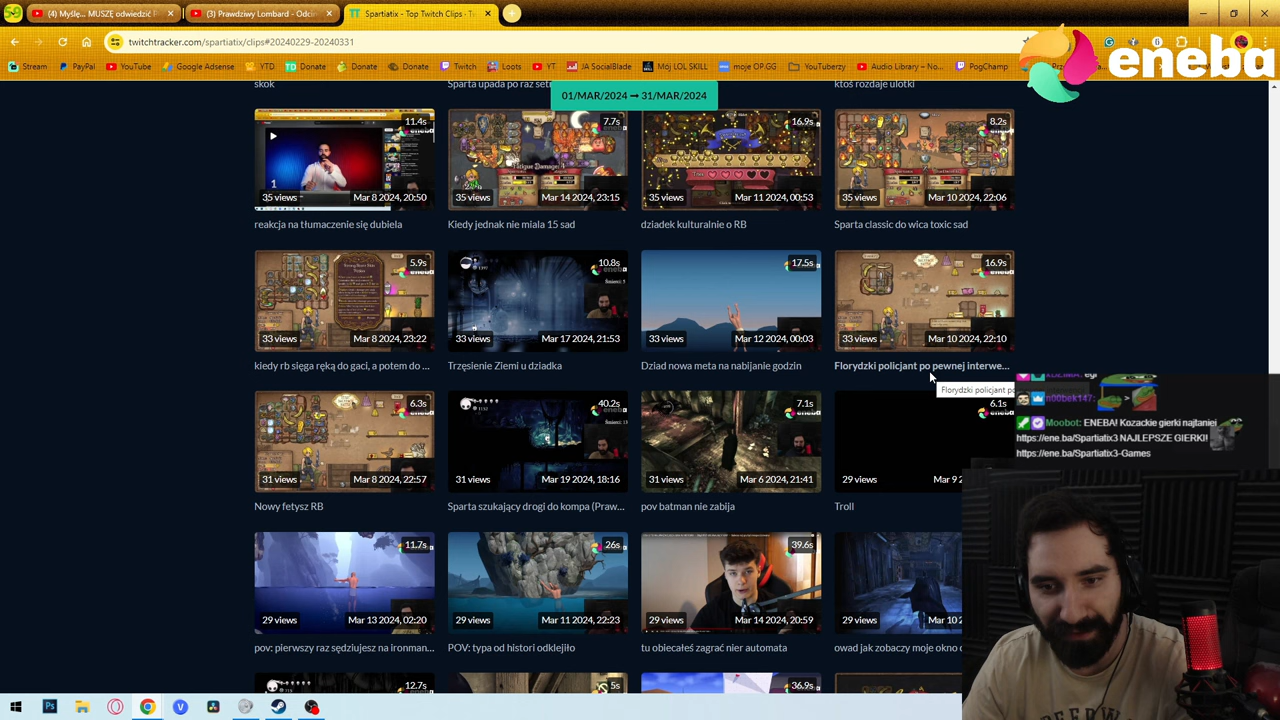 (4) Myślę... MUSZĘ odwiedzić
(3) Prawdziwy Lombard - Odci
Spartiatix - Top Twitch Clips - T
twitchtracker.com/spartiatix/clips#20240229-20240331
Stream PayPal YouTube Google Adsense YTD Donate Donate Donate Twitch Loots YT JA SocialBlade Mój LOL SKILL moje OP.GG YouTuberzy Audio Library – No... PogChamp
eneba
skok
ktoś rozdaje ulotki
01/MAR/2024 ➞ 31/MAR/2024
11.4s 7.7s 16.9s 8.2s
35 views Mar 8 2024, 20:50 35 views Mar 14 2024, 23:15 35 views Mar 11 2024, 00:53 35 views Mar 10 2024, 22:06
reakcja na tłumaczenie się dubiela Kiedy jednak nie miala 15 sad dziadek kulturalnie o RB Sparta classic do wica toxic sad
5.9s 10.8s 17.5s 16.9s
33 views Mar 8 2024, 23:22 33 views Mar 17 2024, 21:53 33 views Mar 12 2024, 00:03 33 views Mar 10 2024, 22:10
kiedy rb sięga ręką do gaci, a potem do ... Trzęsienie Ziemi u dziadka Dziad nowa meta na nabijanie godzin Florydzki policjant po pewnej interwe...
Florydzki policjant po
n00bek147: >
Moobot: ENEBA! Kozackie gierki najtaniej
https://ene.ba/Spartiatix3 NAJLEPSZE GIERKI!
https://ene.ba/Spartiatix3-Games
6.3s 40.2s 7.1s 6.1s
31 views Mar 8 2024, 22:57 31 views Mar 19 2024, 18:16 31 views Mar 6 2024, 21:41 29 views Mar 9
Nowy fetysz RB Sparta szukający drogi do kompa (Praw... pov batman nie zabija Troll
11.7s 26s 39.6s
29 views Mar 13 2024, 02:20 29 views Mar 11 2024, 22:23 29 views Mar 14 2024, 20:59 29 views Mar 10
pov: pierwszy raz sędziujesz na ironman... POV: typa od histori odkleiło tu obiecałeś zagrać nier automata owad jak zobaczy moje okno
12.7s 5s 36.9s